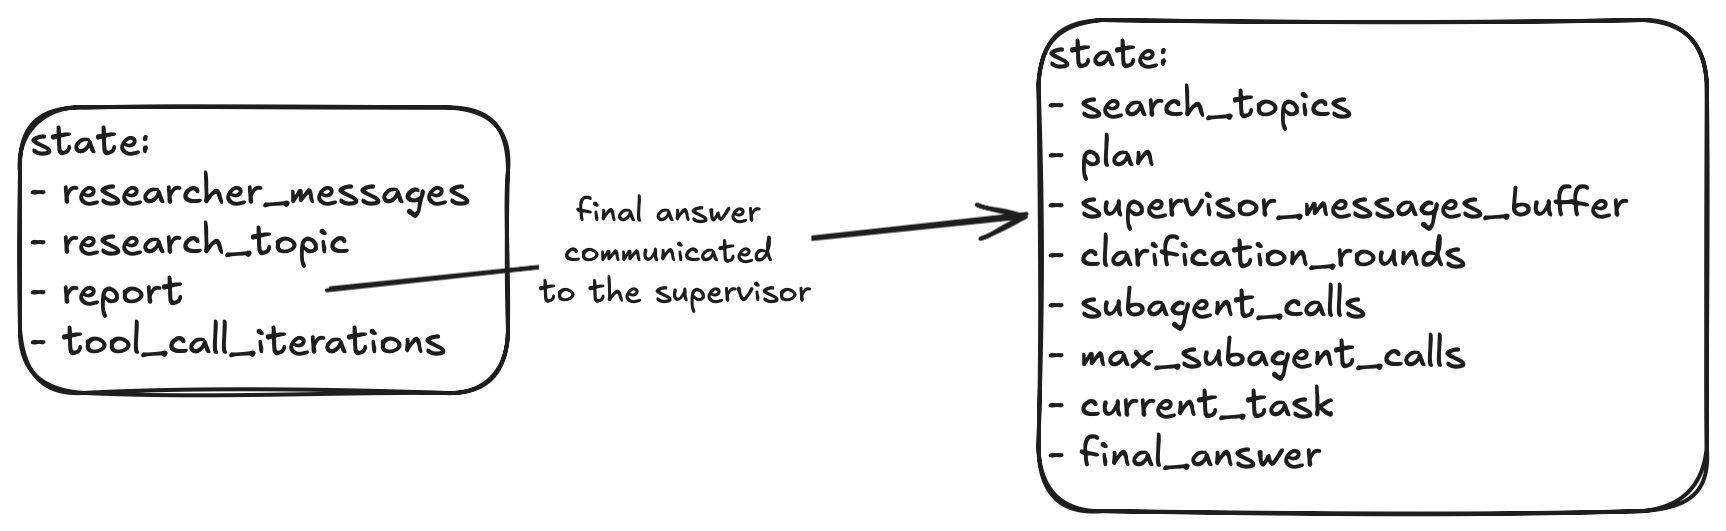 state:
- researcher_messages
- research_topic
- report
- tool_call_iterations
final answer
communicated
to the supervisor
state:
- search_topics
- plan
- supervisor_messages_buffer
- clarification_rounds
- subagent_calls
- max_subagent_calls
- current_task
- final_answer